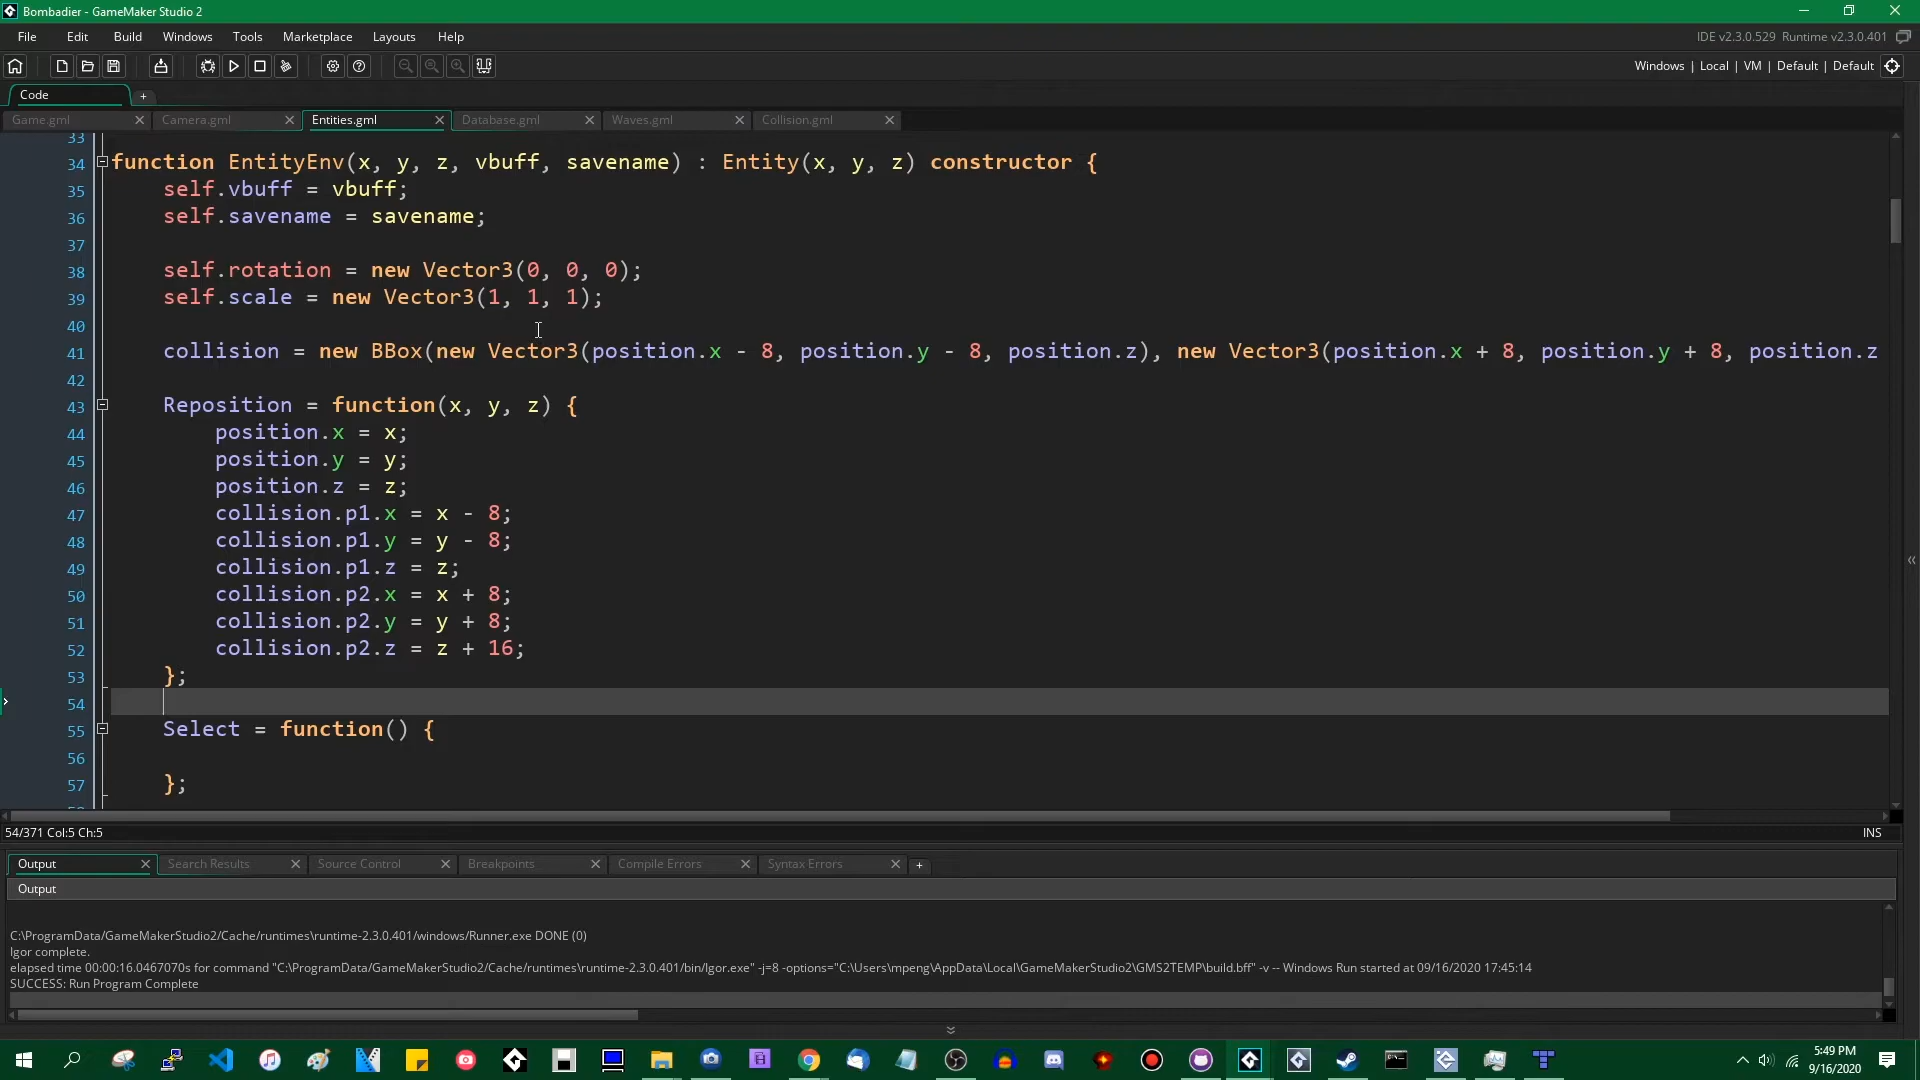 Bombadier - GameMaker Studio 2
File Edit Build Windows Tools Marketplace Layouts Help
IDE v2.3.0.529 Runtime v2.3.0.401
Windows | Local | VM | Default | Default
Code
Game.gml Camera.gml Entities.gml Database.gml Waves.gml Collision.gml
33
34 function EntityEnv(x, y, z, vbuff, savename) : Entity(x, y, z) constructor {
35 self.vbuff = vbuff;
36 self.savename = savename;
37
38 self.rotation = new Vector3(0, 0, 0);
39 self.scale = new Vector3(1, 1, 1);
40
41 collision = new BBox(new Vector3(position.x - 8, position.y - 8, position.z), new Vector3(position.x + 8, position.y + 8, position.z
42
43 Reposition = function(x, y, z) {
44 position.x = x;
45 position.y = y;
46 position.z = z;
47 collision.p1.x = x - 8;
48 collision.p1.y = y - 8;
49 collision.p1.z = z;
50 collision.p2.x = x + 8;
51 collision.p2.y = y + 8;
52 collision.p2.z = z + 16;
53 };
54
55 Select = function() {
56
57 };
54/371 Col:5 Ch:5
INS
Output Search Results Source Control Breakpoints Compile Errors Syntax Errors
Output
C:\ProgramData/GameMakerStudio2/Cache/runtimes\runtime-2.3.0.401/windows/Runner.exe DONE (0)
Igor complete.
elapsed time 00:00:16.0467070s for command "C:\ProgramData/GameMakerStudio2/Cache/runtimes\runtime-2.3.0.401/bin/Igor.exe" -j=8 -options="C:\Users\mpeng\AppData\Local\GameMakerStudio2\GMS2TEMP\build.bff" -v -- Windows Run started at 09/16/2020 17:45:14
SUCCESS: Run Program Complete
5:49 PM
9/16/2020